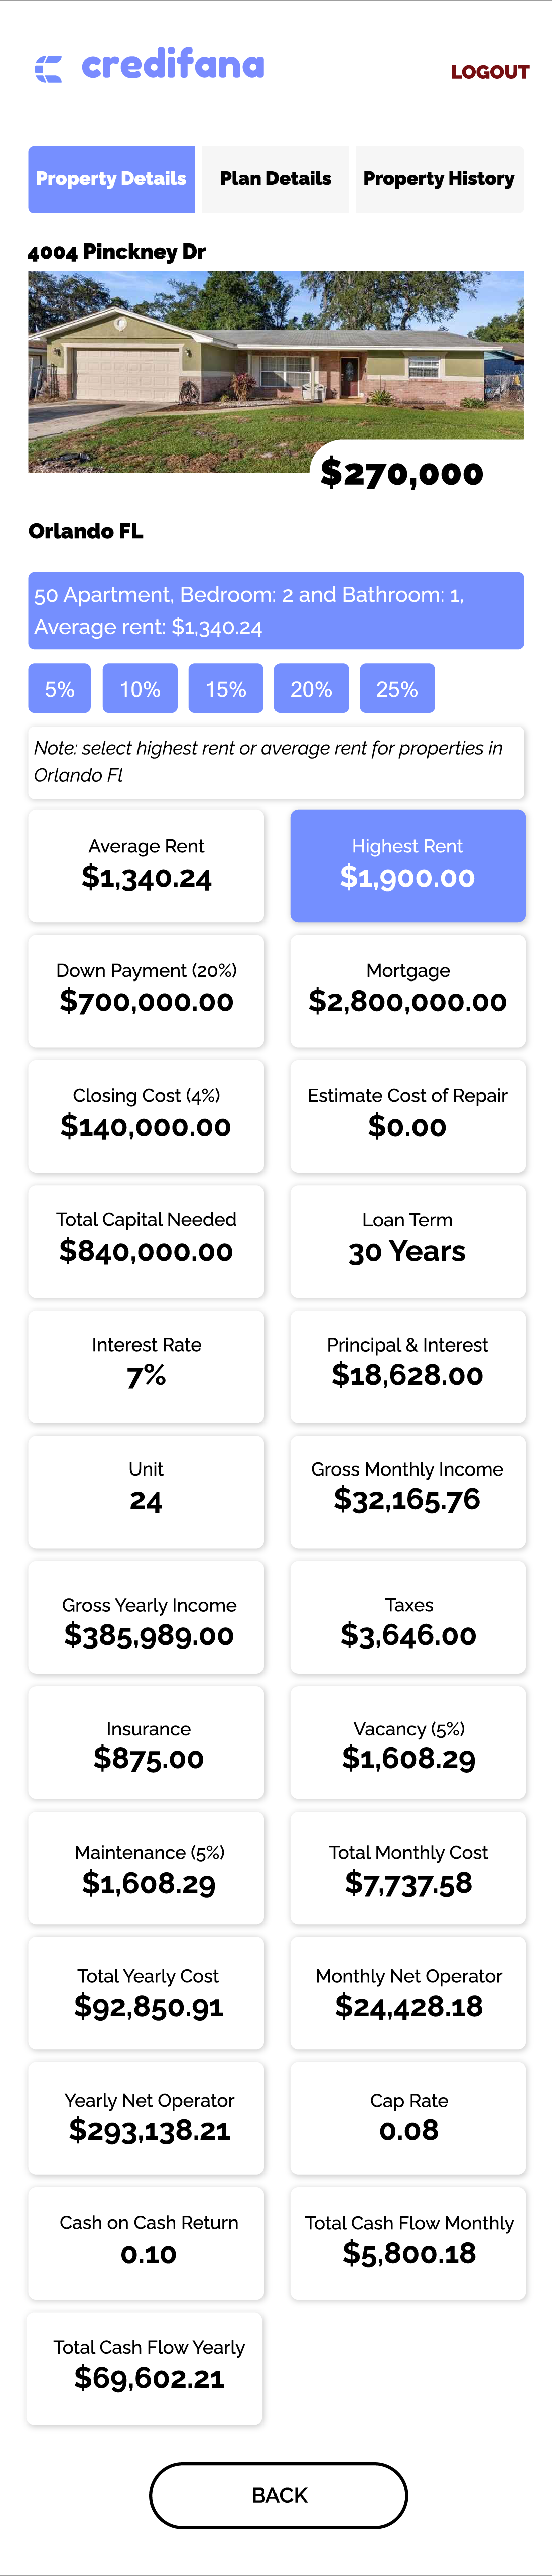 credifana
LOGOUT
Property Details
Plan Details
Property History
4004 Pinckney Dr
$270,000
Orlando FL
50 Apartment, Bedroom: 2 and Bathroom: 1,
Average rent: $1,340.24
5%
10%
15%
20%
25%
Note: select highest rent or average rent for properties in
Orlando Fl
Average Rent
$1,340.24
Highest Rent
$1,900.00
Down Payment (20%)
$700,000.00
Mortgage
$2,800,000.00
Closing Cost (4%)
$140,000.00
Estimate Cost of Repair
$0.00
Total Capital Needed
$840,000.00
Loan Term
30 Years
Interest Rate
7%
Principal & Interest
$18,628.00
Unit
24
Gross Monthly Income
$32,165.76
Gross Yearly Income
$385,989.00
Taxes
$3,646.00
Insurance
$875.00
Vacancy (5%)
$1,608.29
Maintenance (5%)
$1,608.29
Total Monthly Cost
$7,737.58
Total Yearly Cost
$92,850.91
Monthly Net Operator
$24,428.18
Yearly Net Operator
$293,138.21
Cap Rate
0.08
Cash on Cash Return
0.10
Total Cash Flow Monthly
$5,800.18
Total Cash Flow Yearly
$69,602.21
BACK